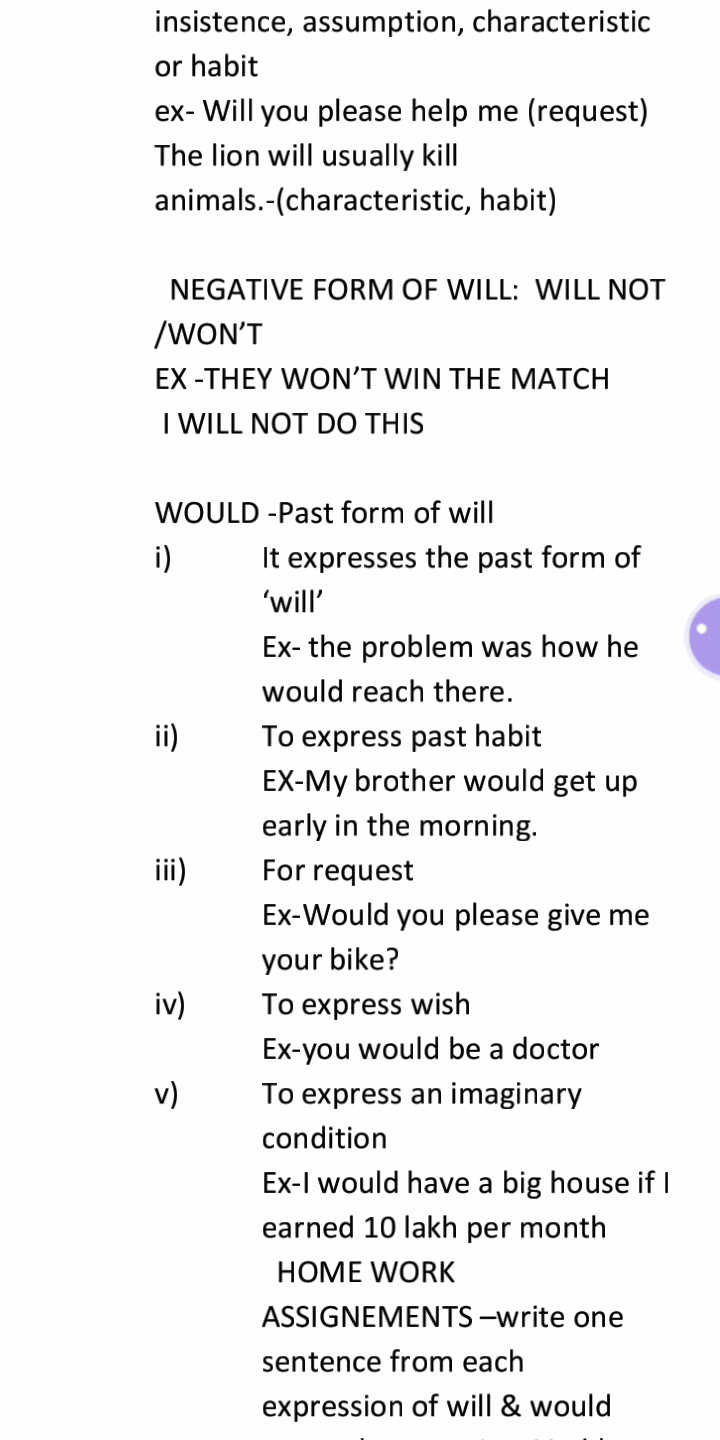 insistence, assumption, characteristic
or habit
ex- Will you please help me (request)
The lion will usually kill
animals.-(characteristic, habit)
NEGATIVE FORM OF WILL: WILL NOT
/WON’T
EX -THEY WON’T WIN THE MATCH
I WILL NOT DO THIS
WOULD -Past form of will
i) It expresses the past form of
‘will’
Ex- the problem was how he
would reach there.
ii) To express past habit
EX-My brother would get up
early in the morning.
iii) For request
Ex-Would you please give me
your bike?
iv) To express wish
Ex-you would be a doctor
v) To express an imaginary
condition
Ex-I would have a big house if I
earned 10 lakh per month
HOME WORK
ASSIGNEMENTS –write one
sentence from each
expression of will & would